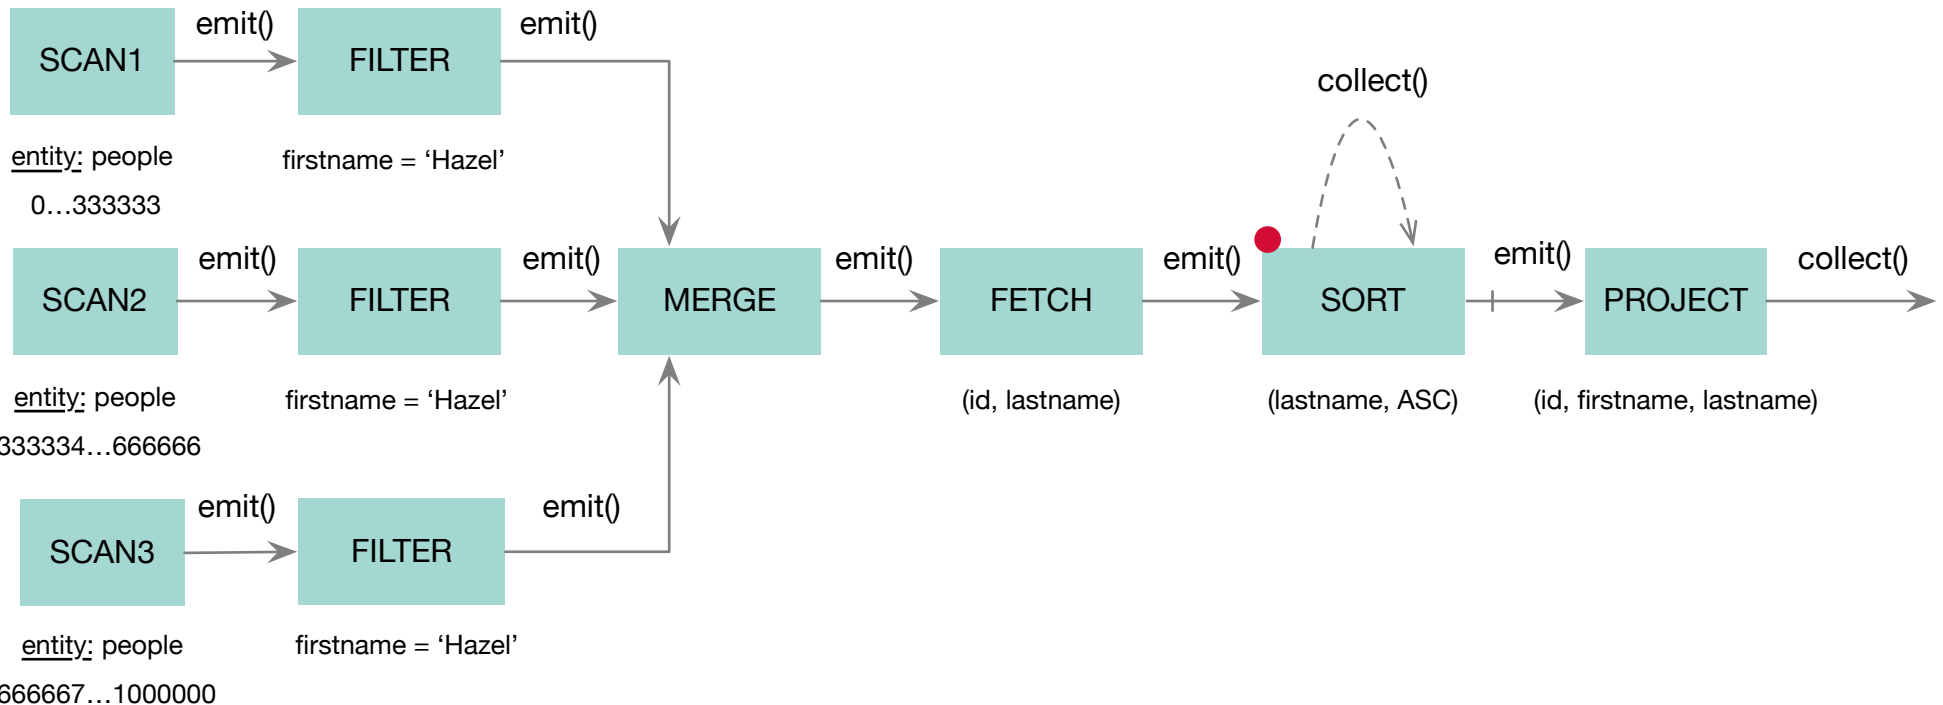 emit()
emit()
SCAN1
FILTER
collect()
entity: people
firstname = ‘Hazel’
0…333333
emit()
emit()
emit()
emit()
emit()
collect()
SCAN2
FILTER
MERGE
FETCH
SORT
PROJECT
entity: people
firstname = ‘Hazel’
(id, lastname)
(lastname, ASC)
(id, firstname, lastname)
333334…666666
emit()
emit()
SCAN3
FILTER
entity: people
firstname = ‘Hazel’
666667…1000000